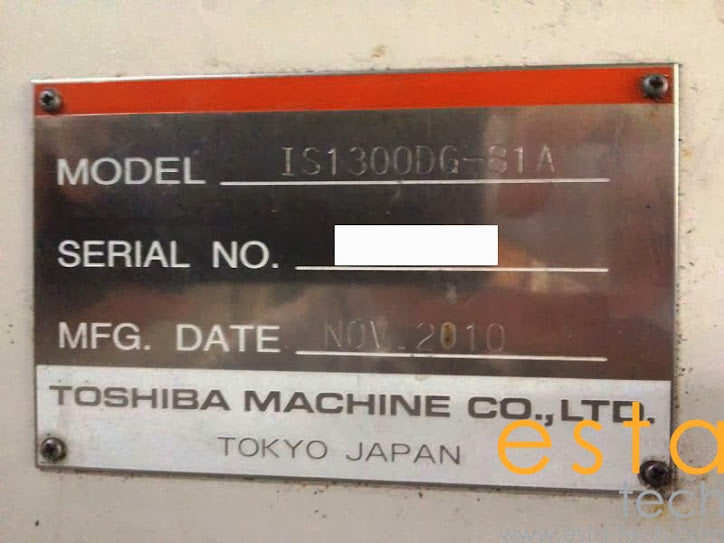 MODEL IS1300DG-81A
SERIAL NO.
MFG. DATE NOV.2010
TOSHIBA MACHINE CO.,LTD.
TOKYO JAPAN
esta
tech